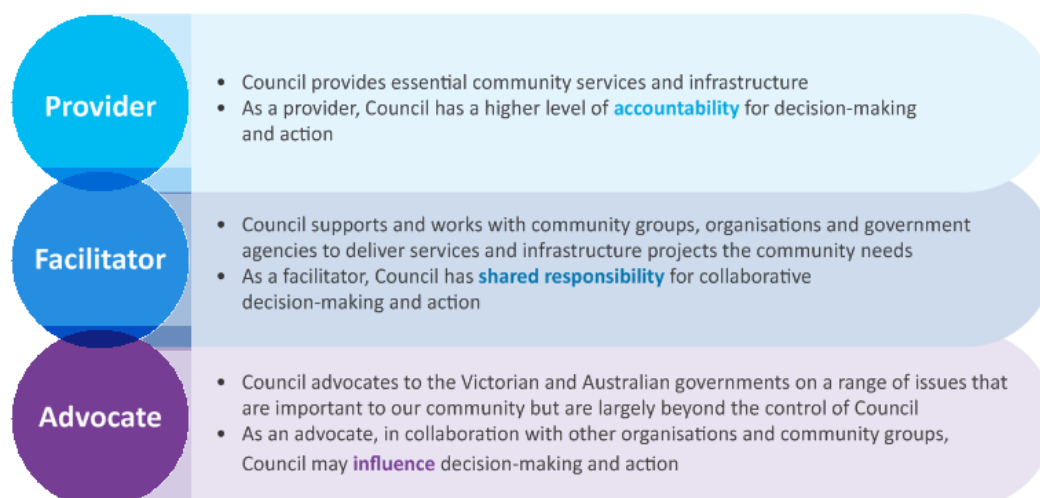 Provider
• Council provides essential community services and infrastructure
• As a provider, Council has a higher level of accountability for decision-making
and action
Facilitator
• Council supports and works with community groups, organisations and government
agencies to deliver services and infrastructure projects the community needs
• As a facilitator, Council has shared responsibility for collaborative
decision-making and action
Advocate
• Council advocates to the Victorian and Australian governments on a range of issues that
are important to our community but are largely beyond the control of Council
• As an advocate, in collaboration with other organisations and community groups,
Council may influence decision-making and action